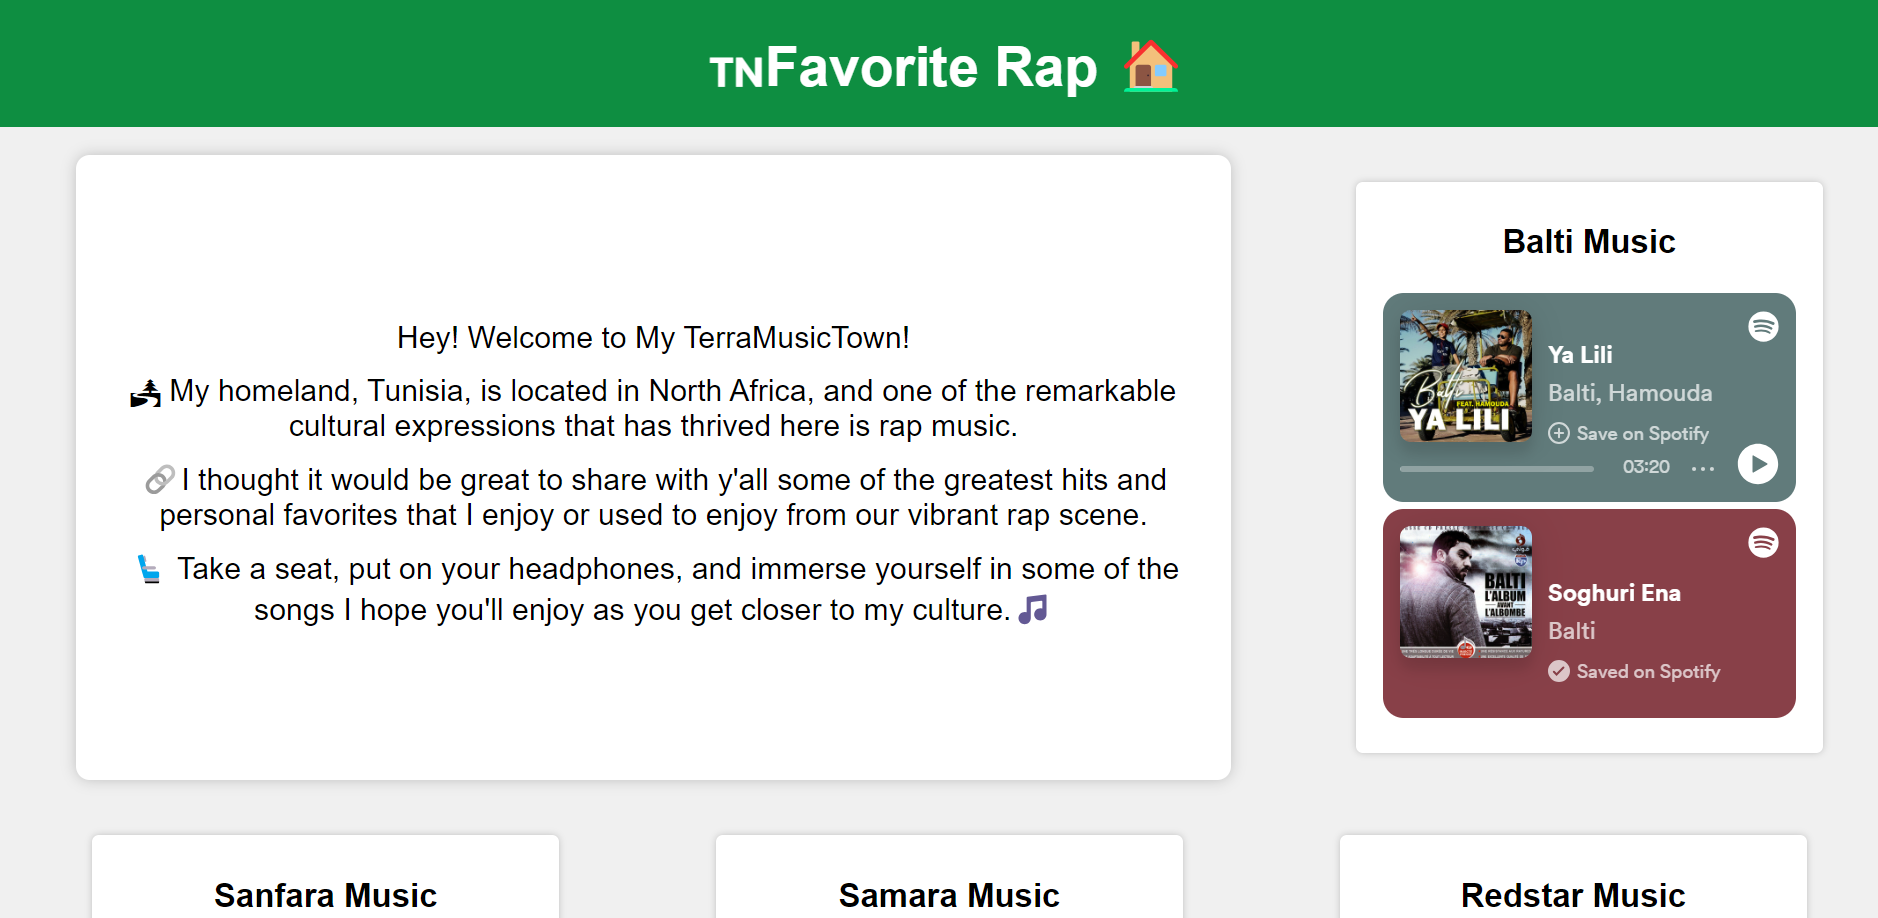 TNFavorite Rap 🏠
Hey! Welcome to My TerraMusicTown!
🏞 My homeland, Tunisia, is located in North Africa, and one of the remarkable
cultural expressions that has thrived here is rap music.
🔗 I thought it would be great to share with y'all some of the greatest hits and
personal favorites that I enjoy or used to enjoy from our vibrant rap scene.
💺 Take a seat, put on your headphones, and immerse yourself in some of the
songs I hope you'll enjoy as you get closer to my culture. 🎵
Balti Music
Balti
FEAT. HAMOUDA
YA LILI
Ya Lili
Balti, Hamouda
Save on Spotify
03:20
BALTI
L'ALBUM
AVANT
L'ALBOMBE
Soghuri Ena
Balti
Saved on Spotify
Sanfara Music
Samara Music
Redstar Music